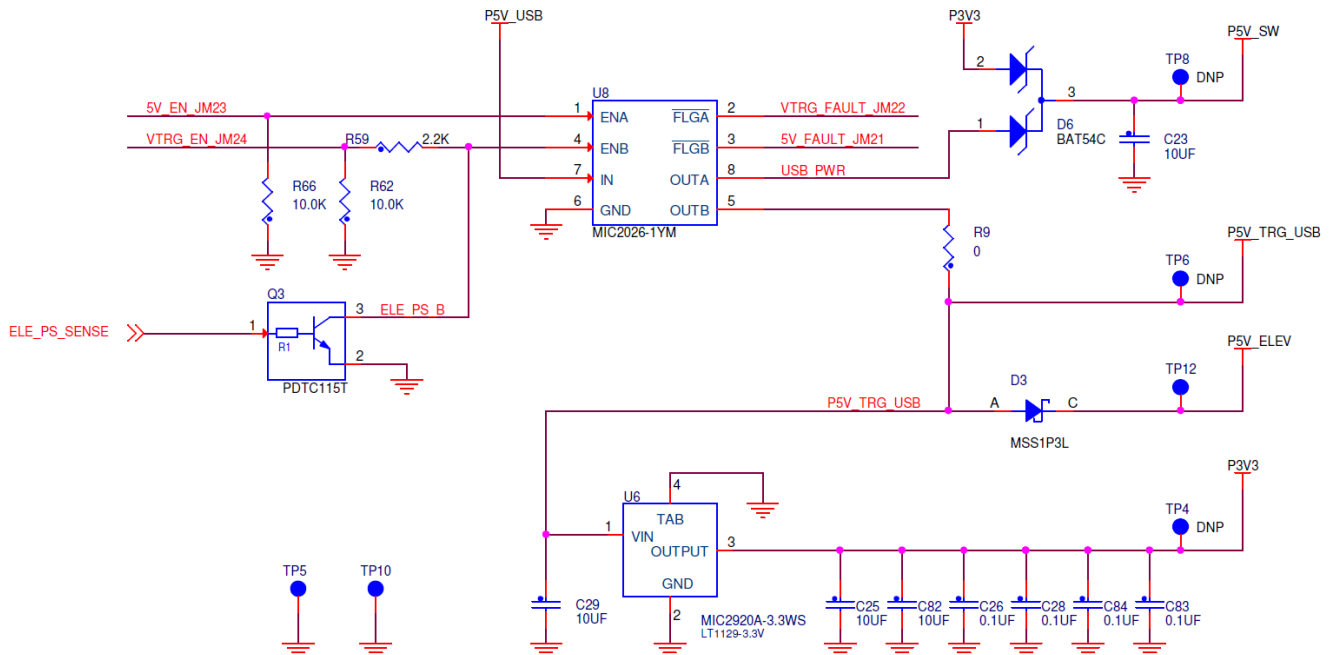 P5V_USB
P3V3
P5V_SW
TP8
DNP
2
3
1
D6
BAT54C
C23
10UF
U8
5V_EN_JM23
1
ENA
FLGA
2
VTRG_FAULT_JM22
VTRG_EN_JM24
R59
2.2K
4
ENB
FLGB
3
5V_FAULT_JM21
7
IN
OUTA
8
USB_PWR
6
GND
OUTB
5
MIC2026-1YM
R66
10.0K
R62
10.0K
R9
0
P5V_TRG_USB
TP6
DNP
Q3
ELE_PS_SENSE
1
R1
3
ELE_PS_B
2
PDTC115T
P5V_ELEV
TP12
P5V_TRG_USB
D3
A
C
MSS1P3L
P3V3
TP4
DNP
U6
4
TAB
1
VIN
OUTPUT
3
GND
2
MIC2920A-3.3WS
LT1129-3.3V
TP5
TP10
C29
10UF
C25
10UF
C82
10UF
C26
0.1UF
C28
0.1UF
C84
0.1UF
C83
0.1UF